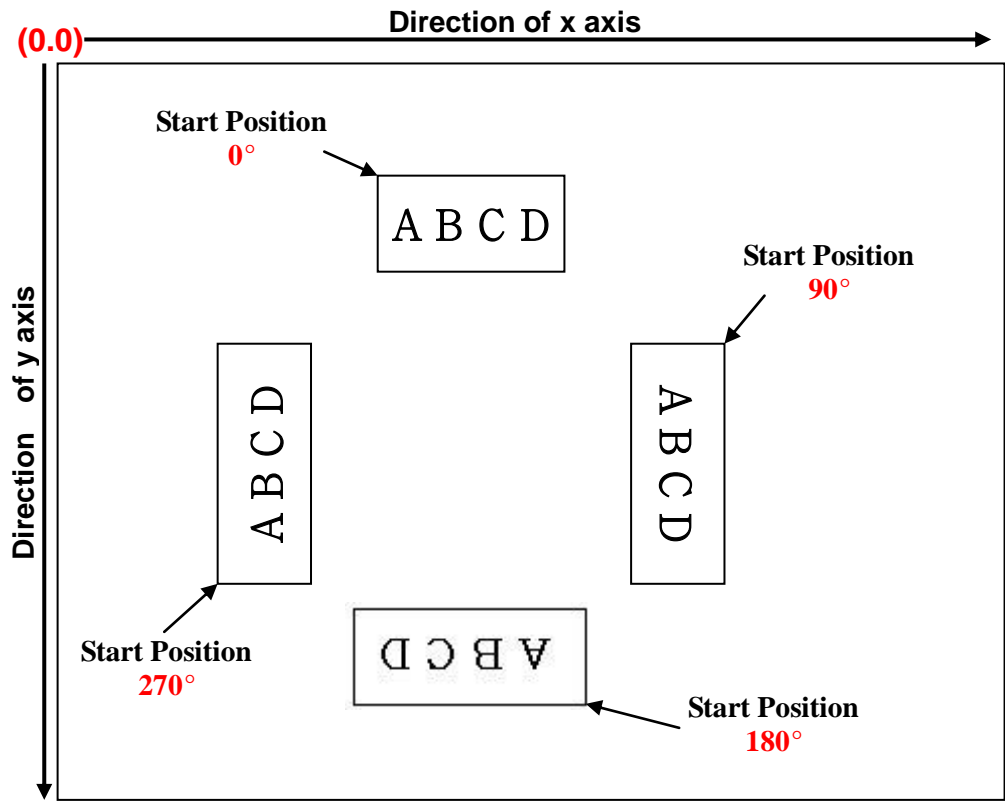 Direction of x axis
(0.0)
Start Position
0°
A B C D
Start Position
90°
Direction of y axis
A B C D
A B C D
Start Position
270°
A B C D
Start Position
180°